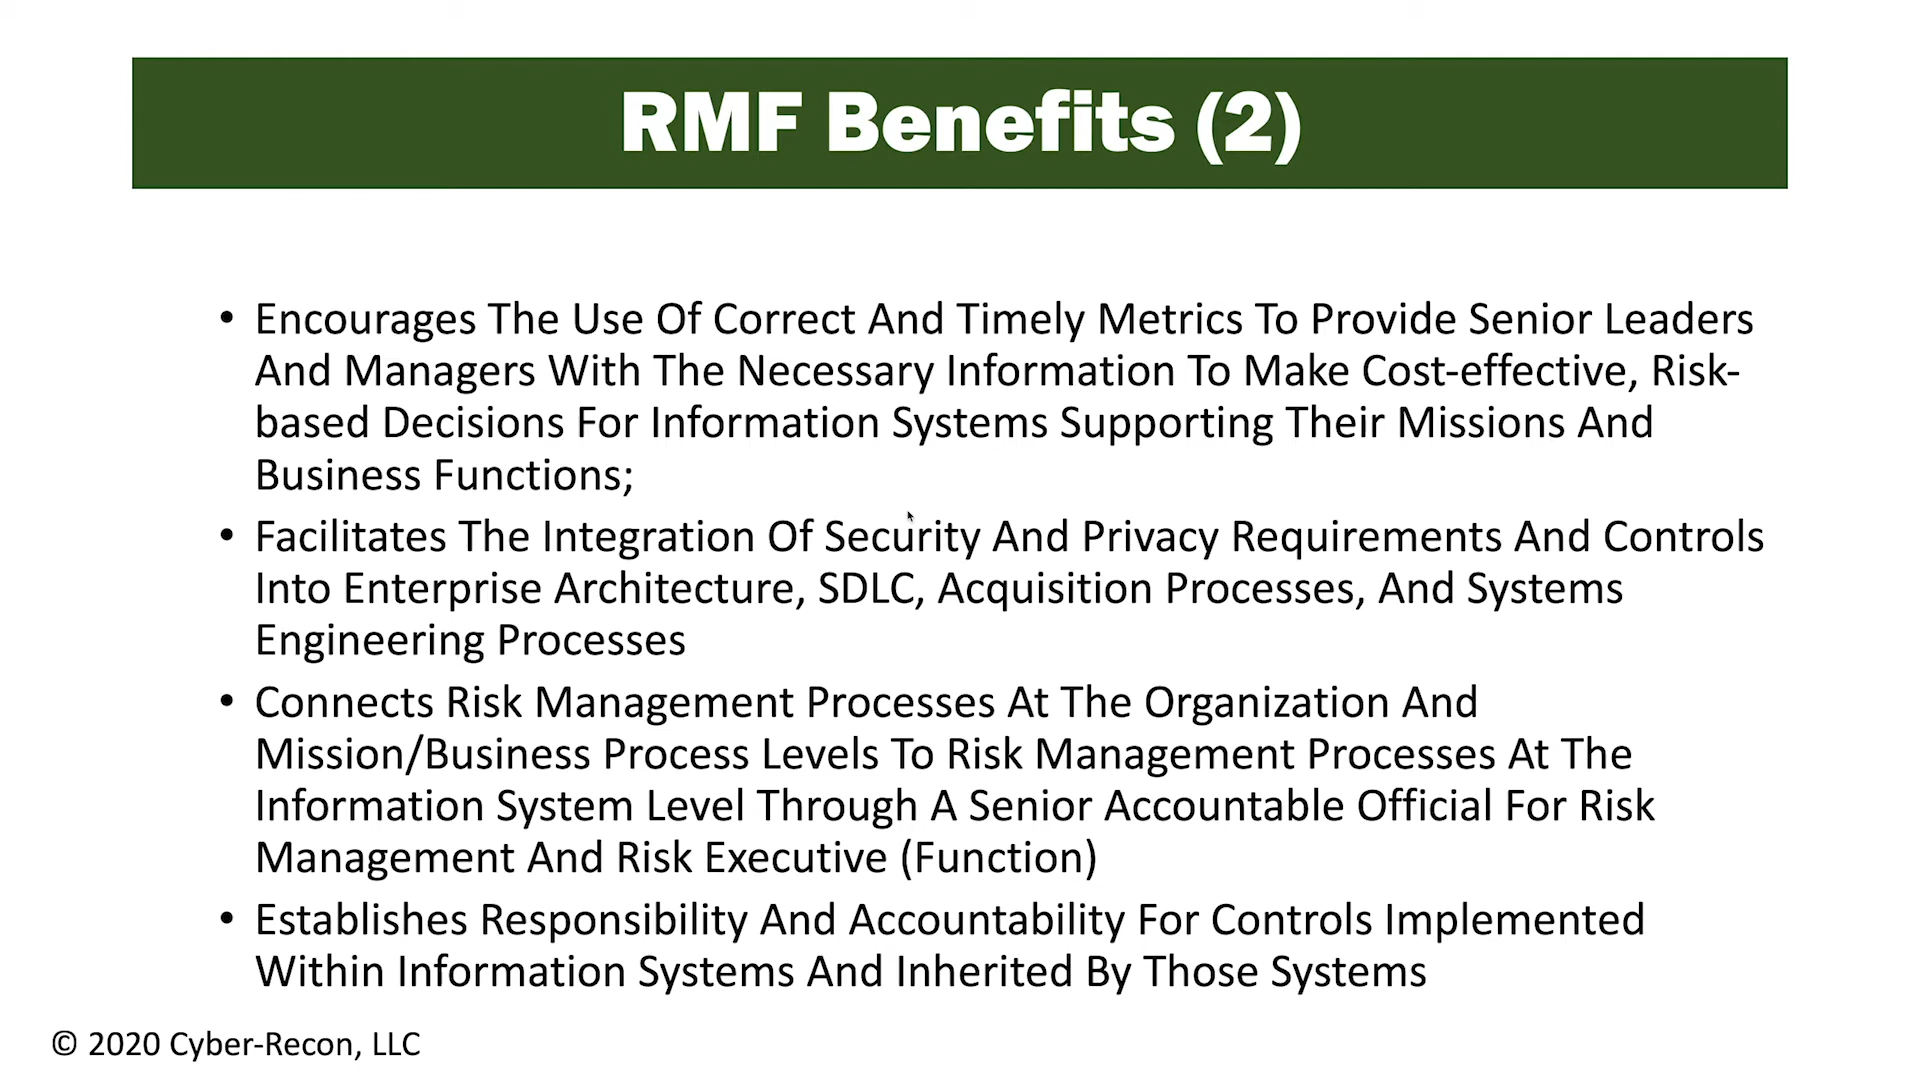 RMF Benefits (2)
• Encourages The Use Of Correct And Timely Metrics To Provide Senior Leaders
And Managers With The Necessary Information To Make Cost-effective, Risk-
based Decisions For Information Systems Supporting Their Missions And
Business Functions;
• Facilitates The Integration Of Security And Privacy Requirements And Controls
Into Enterprise Architecture, SDLC, Acquisition Processes, And Systems
Engineering Processes
• Connects Risk Management Processes At The Organization And
Mission/Business Process Levels To Risk Management Processes At The
Information System Level Through A Senior Accountable Official For Risk
Management And Risk Executive (Function)
• Establishes Responsibility And Accountability For Controls Implemented
Within Information Systems And Inherited By Those Systems
© 2020 Cyber-Recon, LLC